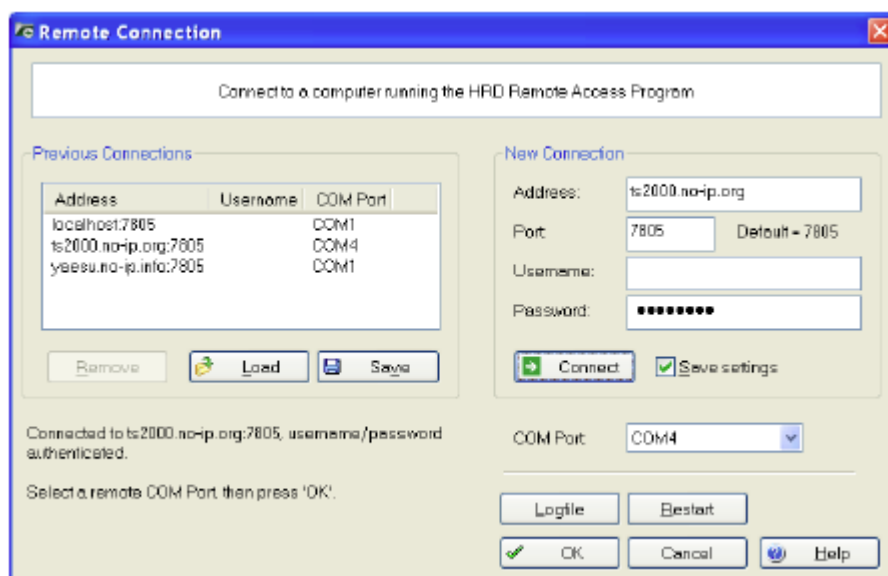 Remote Connection
Connect to a computer running the HRD Remote Access Program
Previous Connections
Address Username COM Port
localhost:7805 COM1
ts2000.no-ip.org:7805 COM4
yaesu.no-ip.info:7805 COM1
Remove Load Save
Connected to ts2000.no-ip.org:7805, username/password
authenticated.
Select a remote COM Port then press 'OK'.
New Connection
Address: ts2000.no-ip.org
Port 7805 Default = 7805
Username:
Password: ••••••••
Connect Save settings
COM Port COM4
Logfile Restart
OK Cancel Help